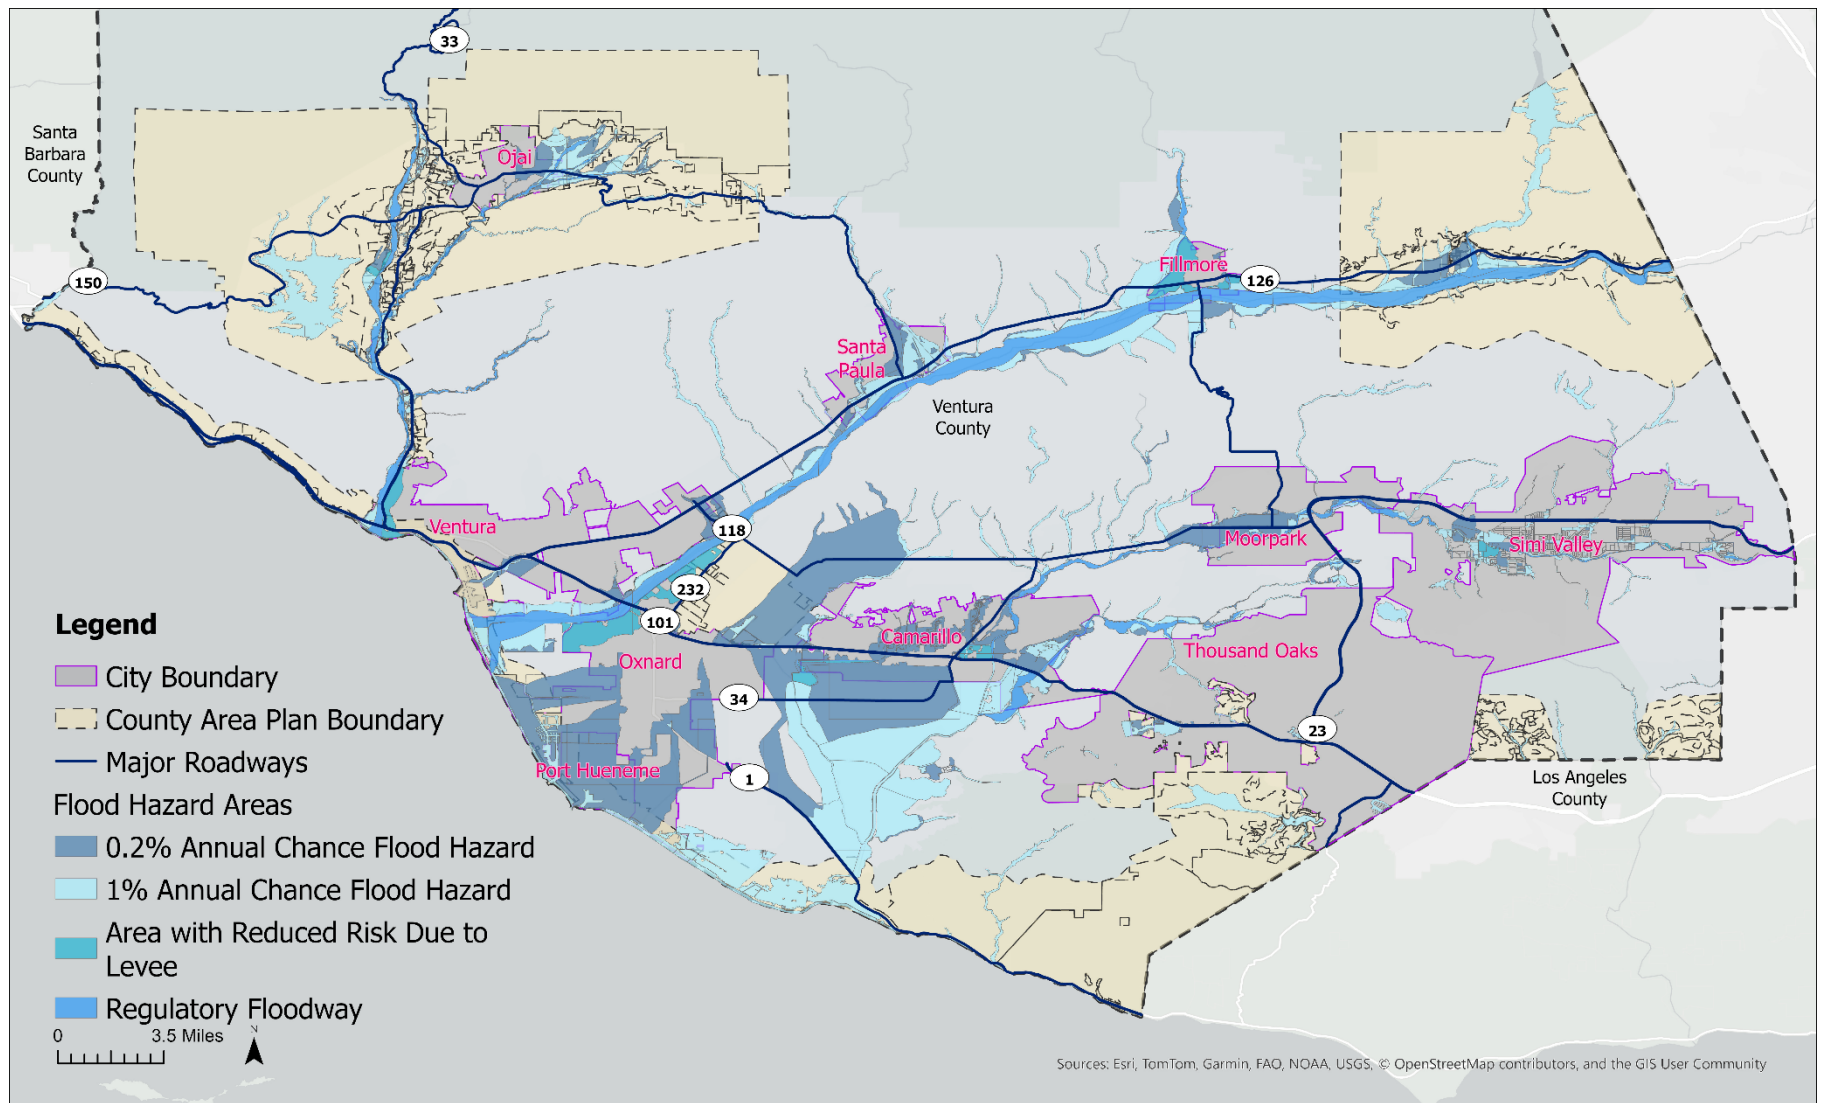 33
Santa
Barbara
County
Ojai
150
Fillmore
126
Santa
Paula
Ventura
County
Ventura
118
Moorpark
Simi Valley
232
101
Camarillo
Oxnard
Thousand Oaks
34
23
Port Hueneme
1
Los Angeles
County
Legend
City Boundary
County Area Plan Boundary
Major Roadways
Flood Hazard Areas
0.2% Annual Chance Flood Hazard
1% Annual Chance Flood Hazard
Area with Reduced Risk Due to
Levee
Regulatory Floodway
0 3.5 Miles
N
Sources: Esri, TomTom, Garmin, FAO, NOAA, USGS, © OpenStreetMap contributors, and the GIS User Community